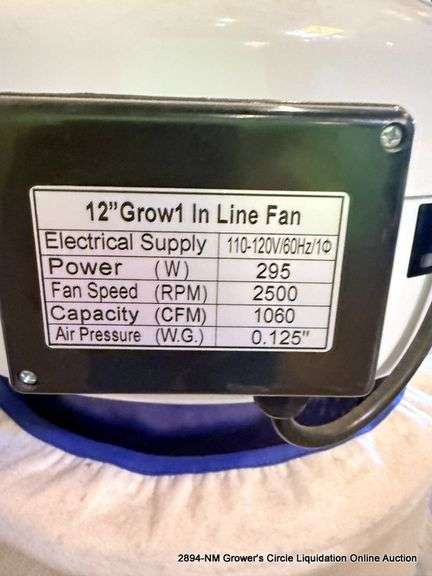 12”Grow1 In Line Fan
Electrical Supply 110-120V/60Hz/1Φ
Power (W) 295
Fan Speed (RPM) 2500
Capacity (CFM) 1060
Air Pressure (W.G.) 0.125"
2894-NM Grower's Circle Liquidation Online Auction